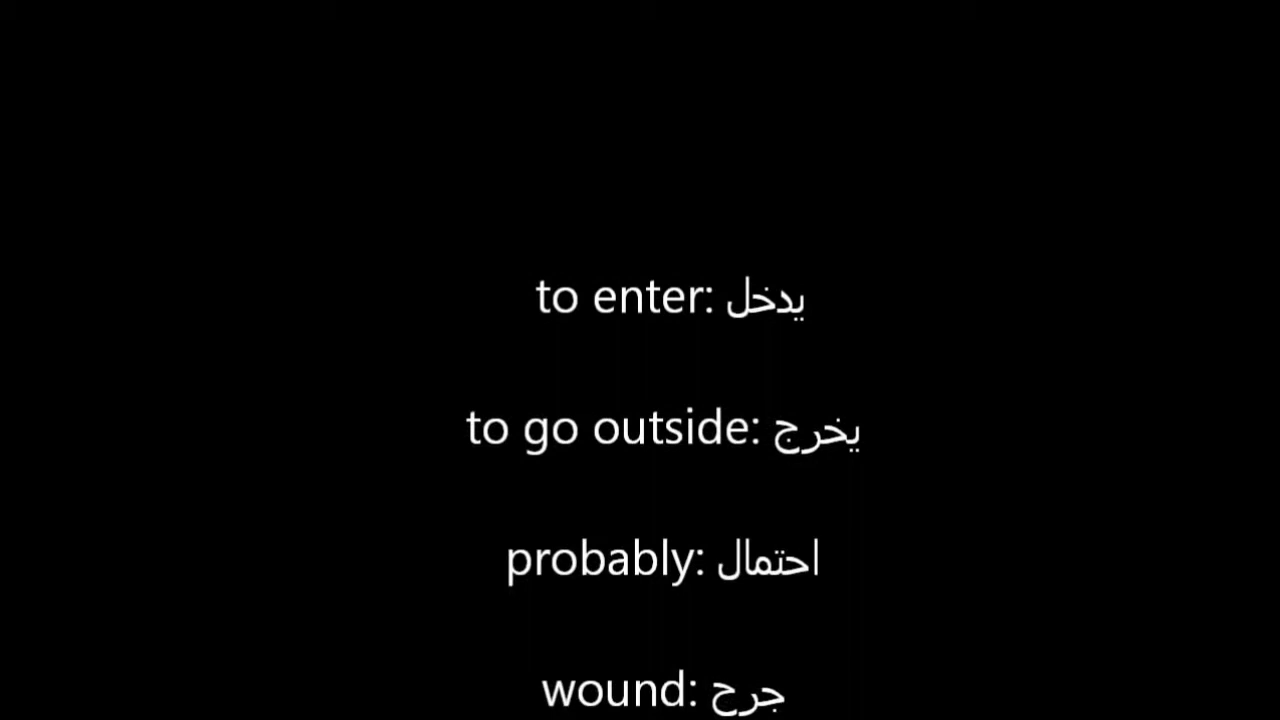 to enter: يدخل
to go outside: يخرج
probably: احتمال
wound: جرح